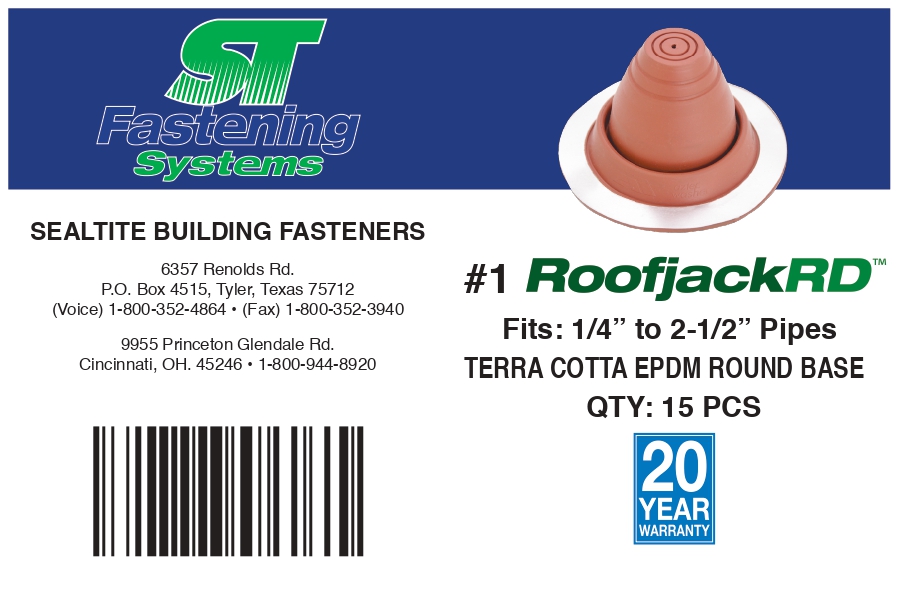 ST
Fastening
Systems
SEALTITE BUILDING FASTENERS
6357 Renolds Rd.
P.O. Box 4515, Tyler, Texas 75712
(Voice) 1-800-352-4864 • (Fax) 1-800-352-3940
9955 Princeton Glendale Rd.
Cincinnati, OH. 45246 • 1-800-944-8920
#1 RoofjackRD™
Fits: 1/4” to 2-1/2” Pipes
TERRA COTTA EPDM ROUND BASE
QTY: 15 PCS
20
YEAR
WARRANTY